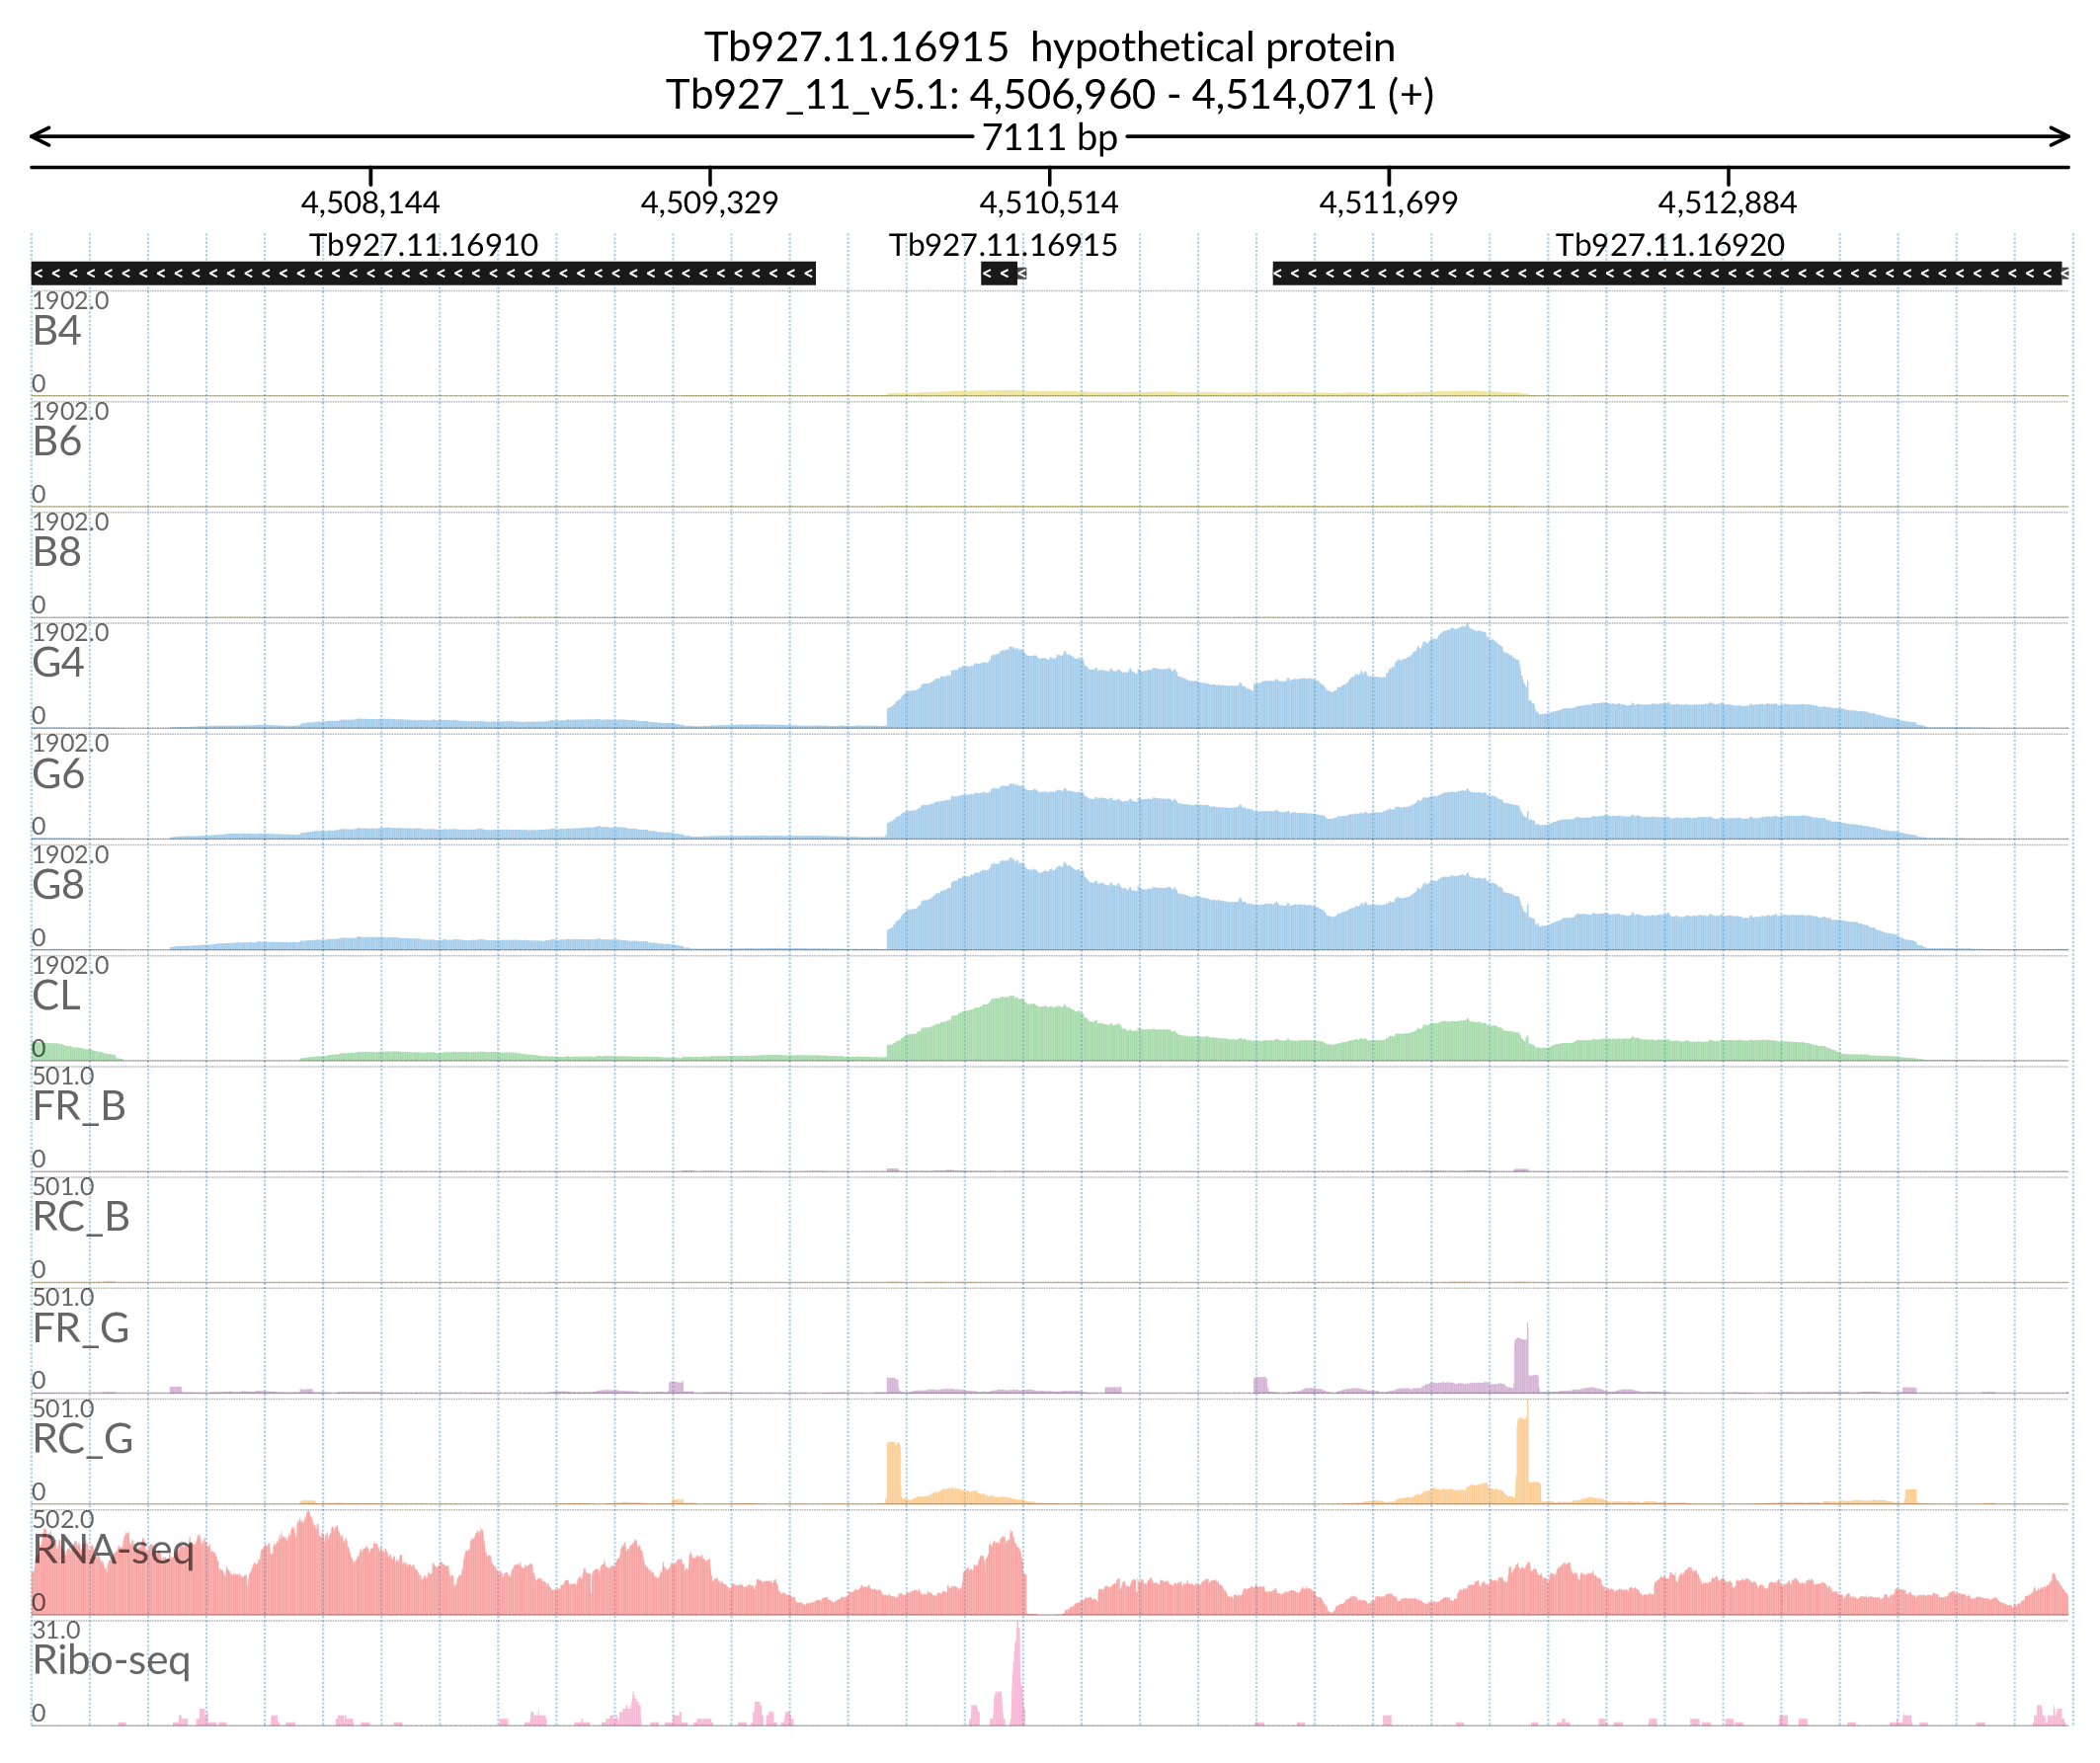 Tb927.11.16915 hypothetical protein
Tb927_11_v5.1: 4,506,960 - 4,514,071 (+)
7111 bp
4,508,144 4,509,329 4,510,514 4,511,699 4,512,884
Tb927.11.16910 Tb927.11.16915 Tb927.11.16920
1902.0
B4
0
1902.0
B6
0
1902.0
B8
0
1902.0
G4
0
1902.0
G6
0
1902.0
G8
0
1902.0
CL
0
501.0
FR_B
0
501.0
RC_B
0
501.0
FR_G
0
501.0
RC_G
0
502.0
RNA-seq
0
31.0
Ribo-seq
0